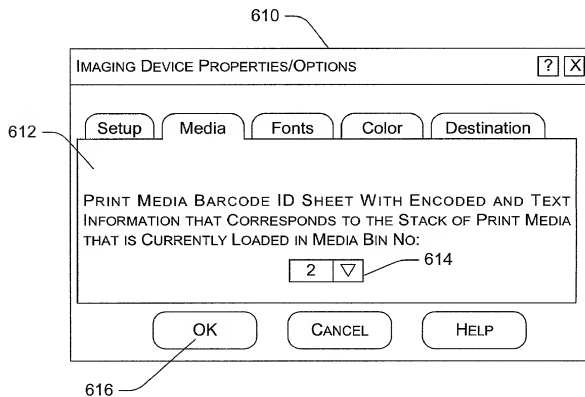 610
IMAGING DEVICE PROPERTIES/OPTIONS ? X
612
Setup Media Fonts Color Destination
PRINT MEDIA BARCODE ID SHEET WITH ENCODED AND TEXT
INFORMATION THAT CORRESPONDS TO THE STACK OF PRINT MEDIA
THAT IS CURRENTLY LOADED IN MEDIA BIN NO:
2
614
OK CANCEL HELP
616